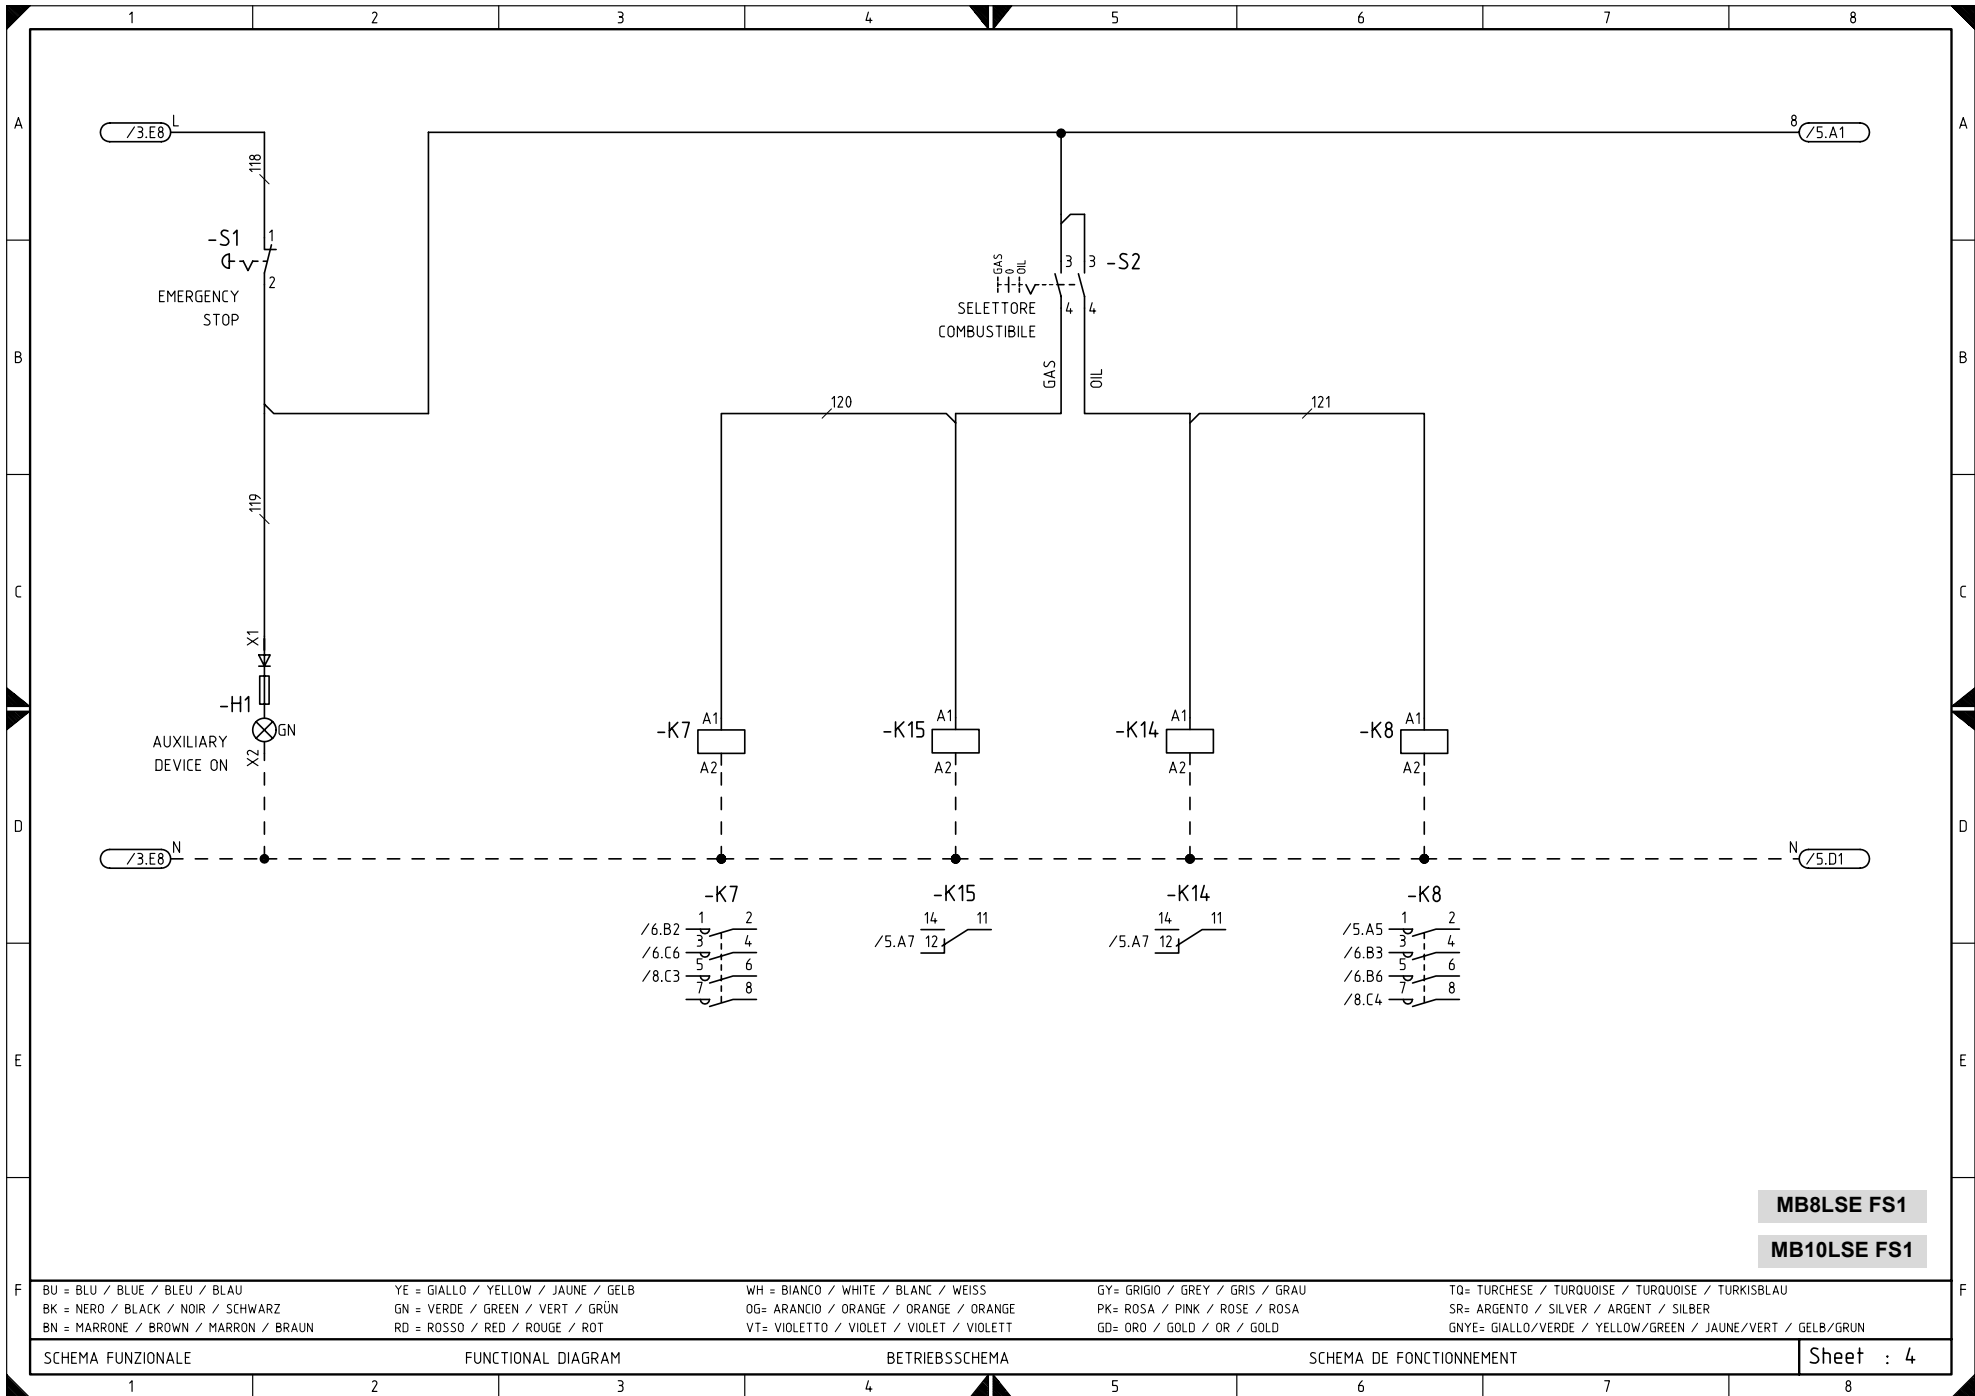 1 2 3 4 5 6 7 8
A A
/3.E8 L
8 /5.A1
118
-S1 1
2
EMERGENCY
STOP
GAS
0
OIL
3 3 -S2
4 4
SELETTORE
COMBUSTIBILE
B B
GAS
OIL
120
121
119
C C
X1
-H1
GN
X2
AUXILIARY
DEVICE ON
-K7 A1
A2
-K15 A1
A2
-K14 A1
A2
-K8 A1
A2
D D
/3.E8 N
N /5.D1
-K7
/6.B2 1 2
/6.C6 3 4
/8.C3 5 6
7 8
-K15
14 11
/5.A7 12
-K14
14 11
/5.A7 12
-K8
/5.A5 1 2
/6.B3 3 4
/6.B6 5 6
/8.C4 7 8
E E
MB8LSE FS1
MB10LSE FS1
F F
BU = BLU / BLUE / BLEU / BLAU
BK = NERO / BLACK / NOIR / SCHWARZ
BN = MARRONE / BROWN / MARRON / BRAUN
YE = GIALLO / YELLOW / JAUNE / GELB
GN = VERDE / GREEN / VERT / GRÜN
RD = ROSSO / RED / ROUGE / ROT
WH = BIANCO / WHITE / BLANC / WEISS
OG= ARANCIO / ORANGE / ORANGE / ORANGE
VT= VIOLETTO / VIOLET / VIOLET / VIOLETT
GY= GRIGIO / GREY / GRIS / GRAU
PK= ROSA / PINK / ROSE / ROSA
GD= ORO / GOLD / OR / GOLD
TQ= TURCHESE / TURQUOISE / TURQUOISE / TURKISBLAU
SR= ARGENTO / SILVER / ARGENT / SILBER
GNYE= GIALLO/VERDE / YELLOW/GREEN / JAUNE/VERT / GELB/GRUN
SCHEMA FUNZIONALE FUNCTIONAL DIAGRAM BETRIEBSSCHEMA SCHEMA DE FONCTIONNEMENT Sheet : 4
1 2 3 4 5 6 7 8